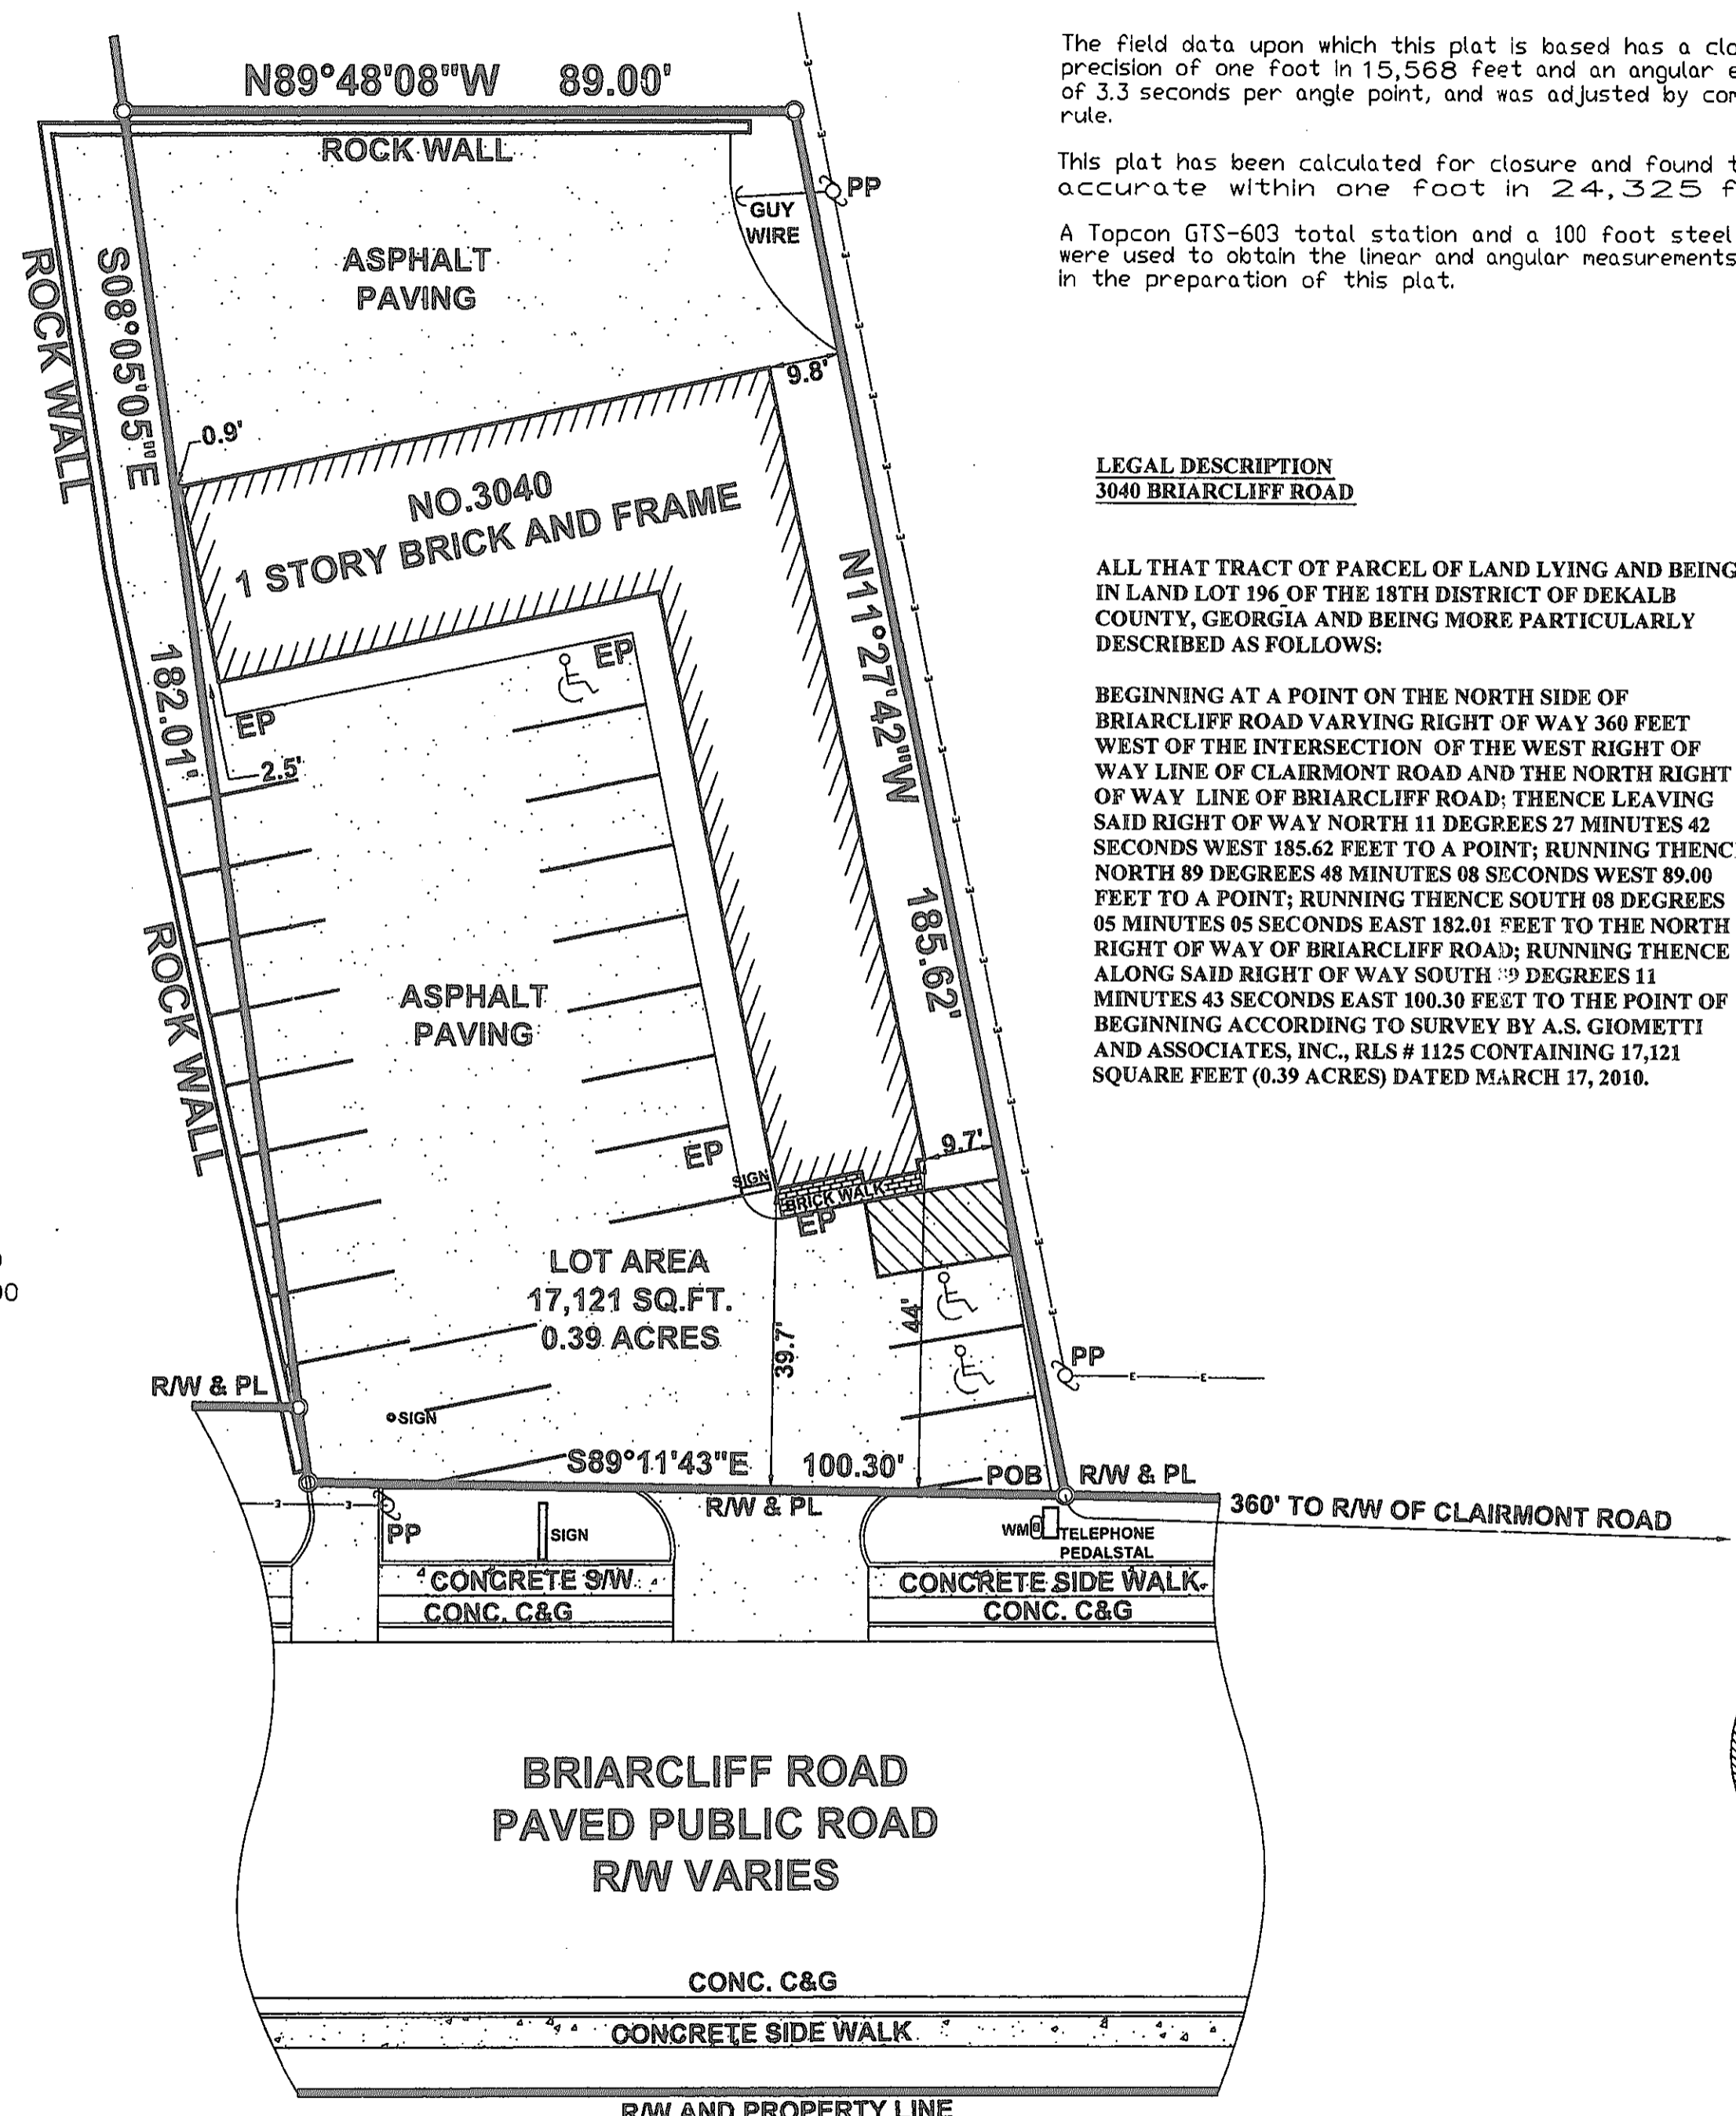 N89°48'08"W 89.00'
ROCK WALL
GUY
WIRE
PP
ASPHALT
PAVING
ROCK WALL
S08°05'05"E
182.01'
0.9'
9.8'
NO.3040
1 STORY BRICK AND FRAME
N11°27'42"W
185.62'
EP
EP
2.5'
ROCK WALL
ASPHALT
PAVING
EP
SIGN
BRICK WALK
EP
9.7'
LOT AREA
17,121 SQ.FT.
0.39 ACRES
39.7'
44'
PP
E E
R/W & PL
SIGN
S89°11'43"E 100.30'
POB
R/W & PL
R/W & PL
360' TO R/W OF CLAIRMONT ROAD
PP
SIGN
WM
TELEPHONE
PEDALSTAL
CONCRETE S/W
CONC. C&G
CONCRETE SIDE WALK
CONC. C&G
BRIARCLIFF ROAD
PAVED PUBLIC ROAD
R/W VARIES
CONC. C&G
CONCRETE SIDE WALK
R/W AND PROPERTY LINE
The field data upon which this plat is based has a
precision of one foot in 15,568 feet and an angular
of 3.3 seconds per angle point, and was adjusted by
rule.
This plat has been calculated for closure and found
accurate within one foot in 24,325
A Topcon GTS-603 total station and a 100 foot steel
were used to obtain the linear and angular measurements
in the preparation of this plat.
LEGAL DESCRIPTION
3040 BRIARCLIFF ROAD
ALL THAT TRACT OT PARCEL OF LAND LYING AND BEING
IN LAND LOT 196 OF THE 18TH DISTRICT OF DEKALB
COUNTY, GEORGIA AND BEING MORE PARTICULARLY
DESCRIBED AS FOLLOWS:
BEGINNING AT A POINT ON THE NORTH SIDE OF
BRIARCLIFF ROAD VARYING RIGHT OF WAY 360 FEET
WEST OF THE INTERSECTION OF THE WEST RIGHT OF
WAY LINE OF CLAIRMONT ROAD AND THE NORTH RIGHT
OF WAY LINE OF BRIARCLIFF ROAD; THENCE LEAVING
SAID RIGHT OF WAY NORTH 11 DEGREES 27 MINUTES 42
SECONDS WEST 185.62 FEET TO A POINT; RUNNING THENC
NORTH 89 DEGREES 48 MINUTES 08 SECONDS WEST 89.00
FEET TO A POINT; RUNNING THENCE SOUTH 08 DEGREES
05 MINUTES 05 SECONDS EAST 182.01 FEET TO THE NORTH
RIGHT OF WAY OF BRIARCLIFF ROAD; RUNNING THENCE
ALONG SAID RIGHT OF WAY SOUTH DEGREES 11
MINUTES 43 SECONDS EAST 100.30 FEET TO THE POINT OF
BEGINNING ACCORDING TO SURVEY BY A.S. GIOMETTI
AND ASSOCIATES, INC., RLS # 1125 CONTAINING 17,121
SQUARE FEET (0.39 ACRES) DATED MARCH 17, 2010.